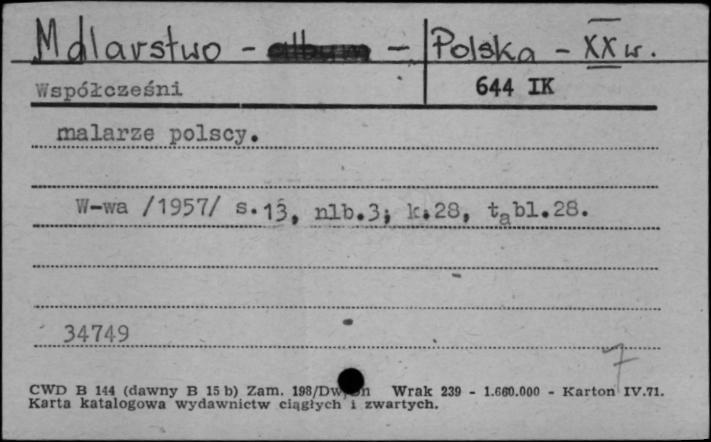 Malarstwo - album - Polska - XX w.
Współcześni 644 IK
malarze polscy.
W-wa /1957/ s.13, nlb.3; k.28, tabl.28.
34749
7
CWD B 144 (dawny B 15 b) Zam. 198/Dw Wrak 239 - 1.660.000 - Karton IV.71.
Karta katalogowa wydawnictw ciągłych i zwartych.